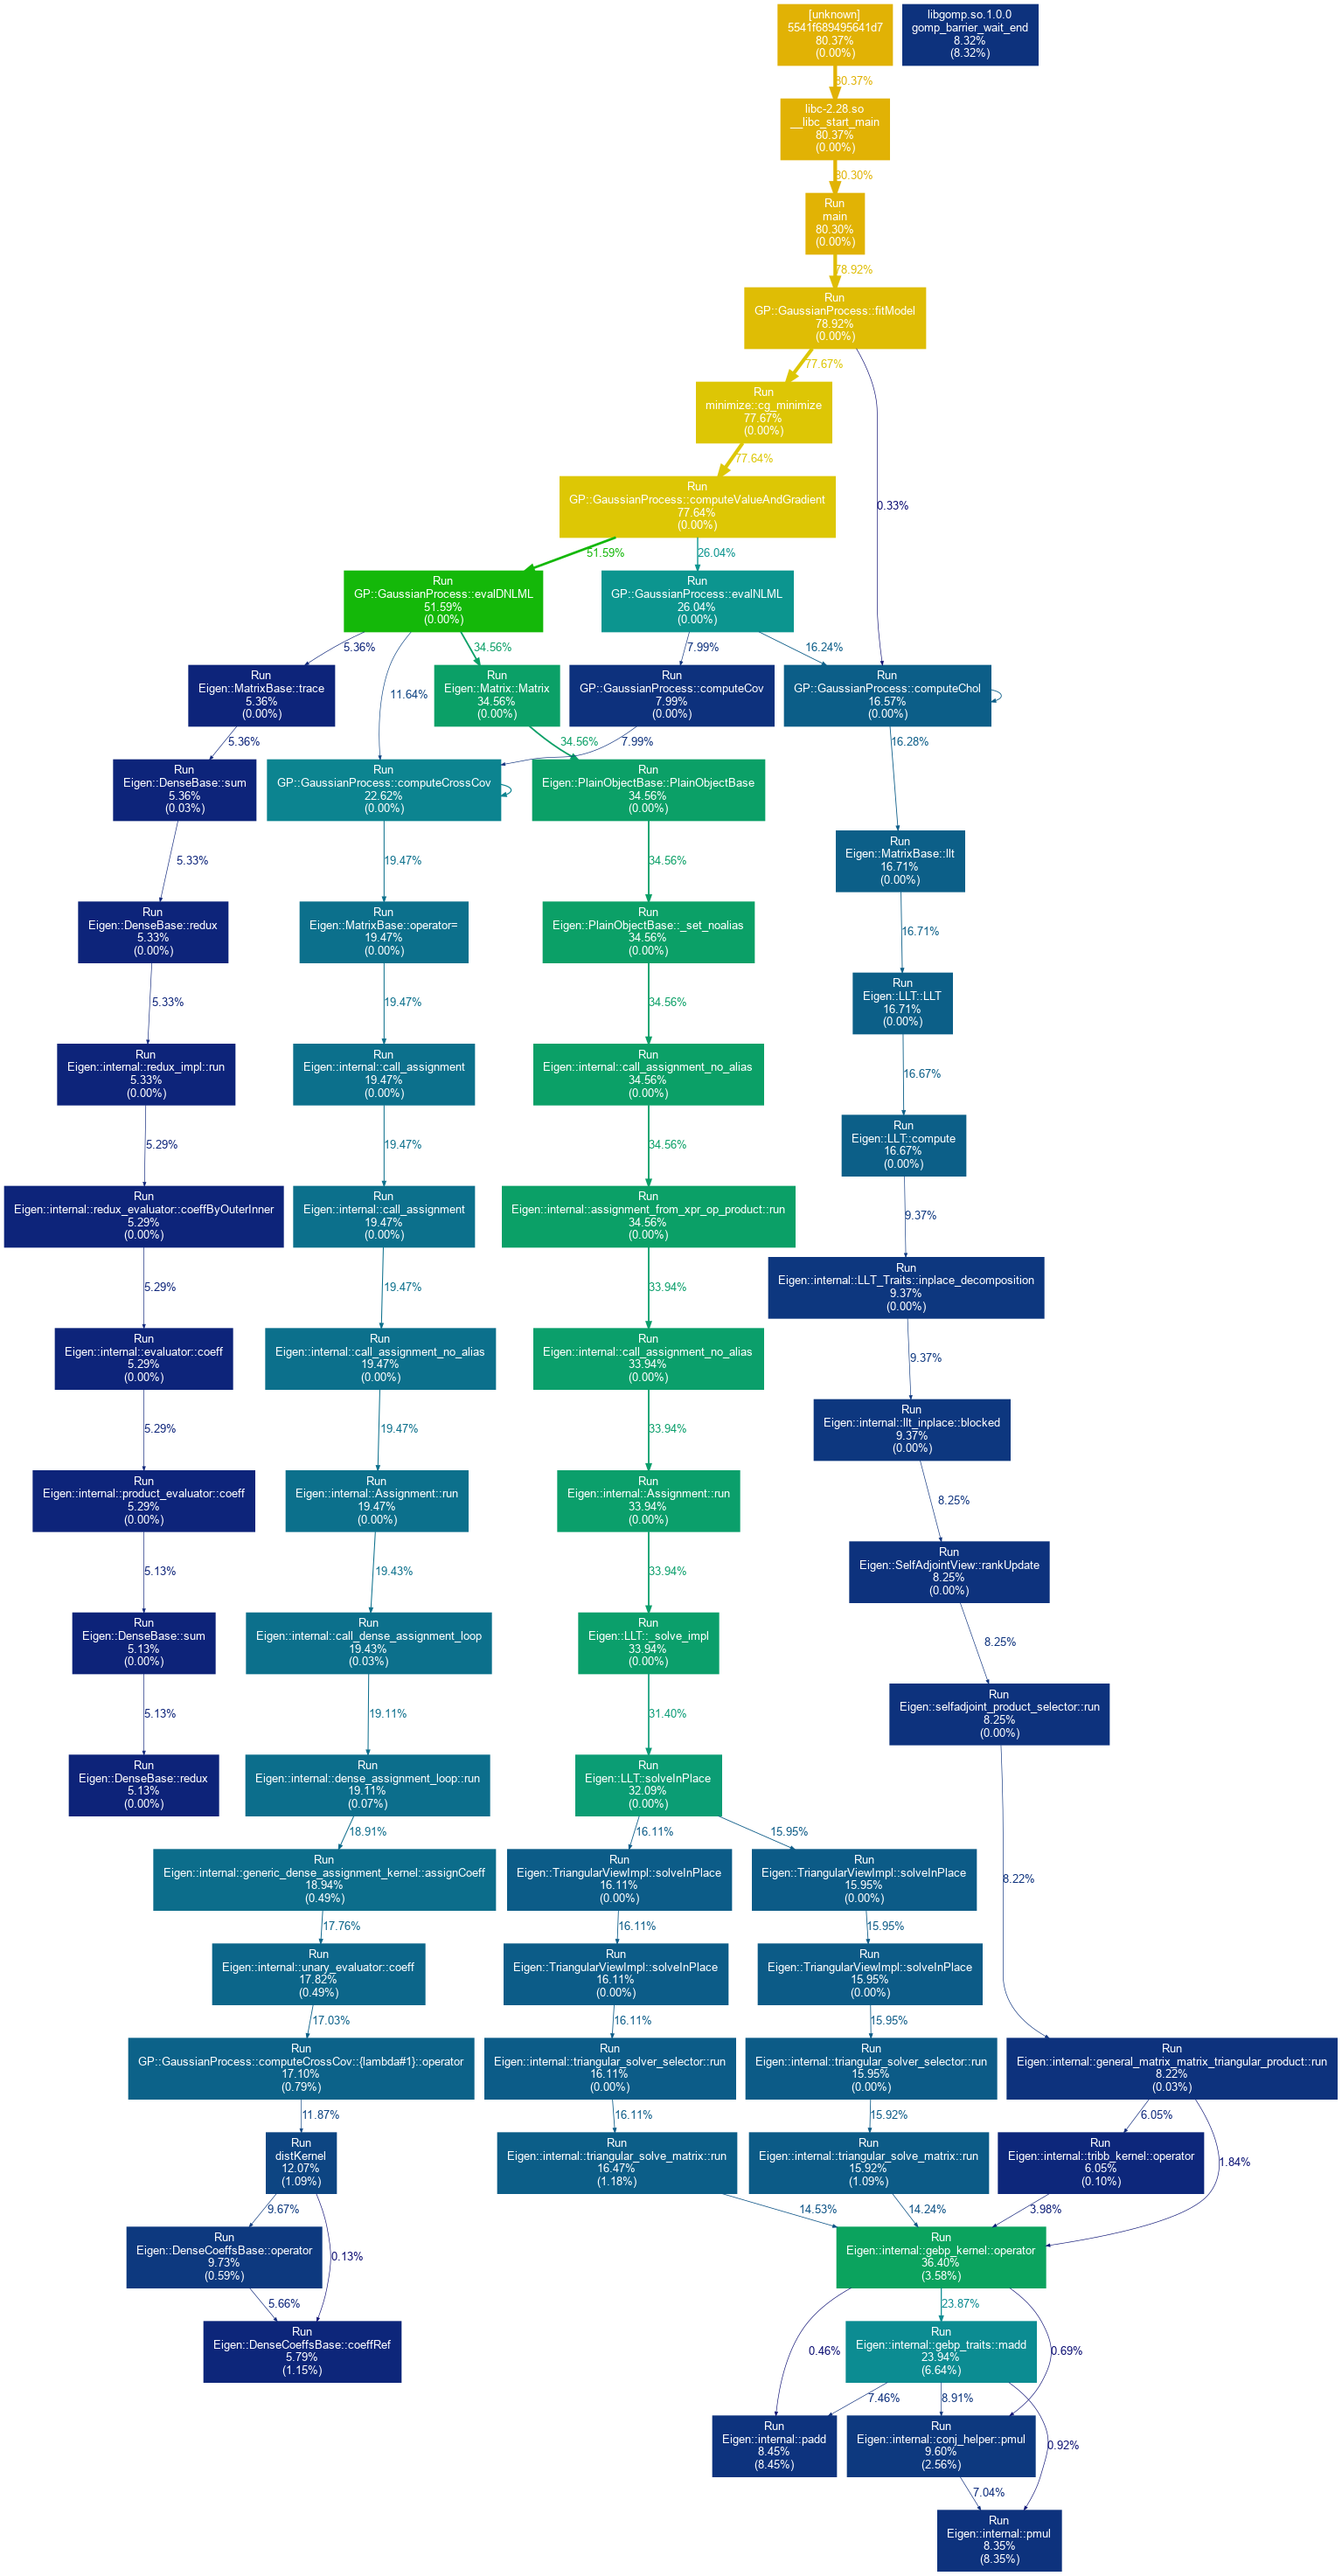 [unknown]
5541f689495641d7
80.37%
(0.00%)
libgomp.so.1.0.0
gomp_barrier_wait_end
8.32%
(8.32%)
80.37%
libc-2.28.so
__libc_start_main
80.37%
(0.00%)
80.30%
Run
main
80.30%
(0.00%)
78.92%
Run
GP::GaussianProcess::fitModel
78.92%
(0.00%)
77.67%
Run
minimize::cg_minimize
77.67%
(0.00%)
77.64%
0.33%
Run
GP::GaussianProcess::computeValueAndGradient
77.64%
(0.00%)
51.59%
26.04%
Run
GP::GaussianProcess::evalDNLML
51.59%
(0.00%)
Run
GP::GaussianProcess::evalNLML
26.04%
(0.00%)
5.36%
11.64%
34.56%
7.99%
16.24%
Run
Eigen::MatrixBase::trace
5.36%
(0.00%)
Run
Eigen::Matrix::Matrix
34.56%
(0.00%)
Run
GP::GaussianProcess::computeCov
7.99%
(0.00%)
Run
GP::GaussianProcess::computeChol
16.57%
(0.00%)
5.36%
34.56%
7.99%
16.28%
Run
Eigen::DenseBase::sum
5.36%
(0.03%)
Run
GP::GaussianProcess::computeCrossCov
22.62%
(0.00%)
Run
Eigen::PlainObjectBase::PlainObjectBase
34.56%
(0.00%)
Run
Eigen::MatrixBase::llt
16.71%
(0.00%)
5.33%
19.47%
34.56%
16.71%
Run
Eigen::DenseBase::redux
5.33%
(0.00%)
Run
Eigen::MatrixBase::operator=
19.47%
(0.00%)
Run
Eigen::PlainObjectBase::_set_noalias
34.56%
(0.00%)
Run
Eigen::LLT::LLT
16.71%
(0.00%)
5.33%
19.47%
34.56%
16.67%
Run
Eigen::internal::redux_impl::run
5.33%
(0.00%)
Run
Eigen::internal::call_assignment
19.47%
(0.00%)
Run
Eigen::internal::call_assignment_no_alias
34.56%
(0.00%)
Run
Eigen::LLT::compute
16.67%
(0.00%)
5.29%
19.47%
34.56%
9.37%
Run
Eigen::internal::redux_evaluator::coeffByOuterInner
5.29%
(0.00%)
Run
Eigen::internal::call_assignment
19.47%
(0.00%)
Run
Eigen::internal::assignment_from_xpr_op_product::run
34.56%
(0.00%)
Run
Eigen::internal::LLT_Traits::inplace_decomposition
9.37%
(0.00%)
5.29%
19.47%
33.94%
9.37%
Run
Eigen::internal::evaluator::coeff
5.29%
(0.00%)
Run
Eigen::internal::call_assignment_no_alias
19.47%
(0.00%)
Run
Eigen::internal::call_assignment_no_alias
33.94%
(0.00%)
Run
Eigen::internal::llt_inplace::blocked
9.37%
(0.00%)
5.29%
19.47%
33.94%
8.25%
Run
Eigen::internal::product_evaluator::coeff
5.29%
(0.00%)
Run
Eigen::internal::Assignment::run
19.47%
(0.00%)
Run
Eigen::internal::Assignment::run
33.94%
(0.00%)
Run
Eigen::SelfAdjointView::rankUpdate
8.25%
(0.00%)
5.13%
19.43%
33.94%
8.25%
Run
Eigen::DenseBase::sum
5.13%
(0.00%)
Run
Eigen::internal::call_dense_assignment_loop
19.43%
(0.03%)
Run
Eigen::LLT::_solve_impl
33.94%
(0.00%)
Run
Eigen::selfadjoint_product_selector::run
8.25%
(0.00%)
5.13%
19.11%
31.40%
8.22%
Run
Eigen::DenseBase::redux
5.13%
(0.00%)
Run
Eigen::internal::dense_assignment_loop::run
19.11%
(0.07%)
Run
Eigen::LLT::solveInPlace
32.09%
(0.00%)
18.91%
16.11%
15.95%
Run
Eigen::internal::generic_dense_assignment_kernel::assignCoeff
18.94%
(0.49%)
Run
Eigen::TriangularViewImpl::solveInPlace
16.11%
(0.00%)
Run
Eigen::TriangularViewImpl::solveInPlace
15.95%
(0.00%)
17.76%
16.11%
15.95%
Run
Eigen::internal::unary_evaluator::coeff
17.82%
(0.49%)
Run
Eigen::TriangularViewImpl::solveInPlace
16.11%
(0.00%)
Run
Eigen::TriangularViewImpl::solveInPlace
15.95%
(0.00%)
17.03%
16.11%
15.95%
Run
GP::GaussianProcess::computeCrossCov::{lambda#1}::operator
17.10%
(0.79%)
Run
Eigen::internal::triangular_solver_selector::run
16.11%
(0.00%)
Run
Eigen::internal::triangular_solver_selector::run
15.95%
(0.00%)
Run
Eigen::internal::general_matrix_matrix_triangular_product::run
8.22%
(0.03%)
11.87%
16.11%
15.92%
6.05%
1.84%
Run
distKernel
12.07%
(1.09%)
Run
Eigen::internal::triangular_solve_matrix::run
16.47%
(1.18%)
Run
Eigen::internal::triangular_solve_matrix::run
15.92%
(1.09%)
Run
Eigen::internal::tribb_kernel::operator
6.05%
(0.10%)
9.67%
0.13%
14.53%
14.24%
3.98%
Run
Eigen::DenseCoeffsBase::operator
9.73%
(0.59%)
Run
Eigen::internal::gebp_kernel::operator
36.40%
(3.58%)
5.66%
0.46%
23.87%
0.69%
Run
Eigen::DenseCoeffsBase::coeffRef
5.79%
(1.15%)
Run
Eigen::internal::gebp_traits::madd
23.94%
(6.64%)
7.46%
8.91%
0.92%
Run
Eigen::internal::padd
8.45%
(8.45%)
Run
Eigen::internal::conj_helper::pmul
9.60%
(2.56%)
7.04%
Run
Eigen::internal::pmul
8.35%
(8.35%)